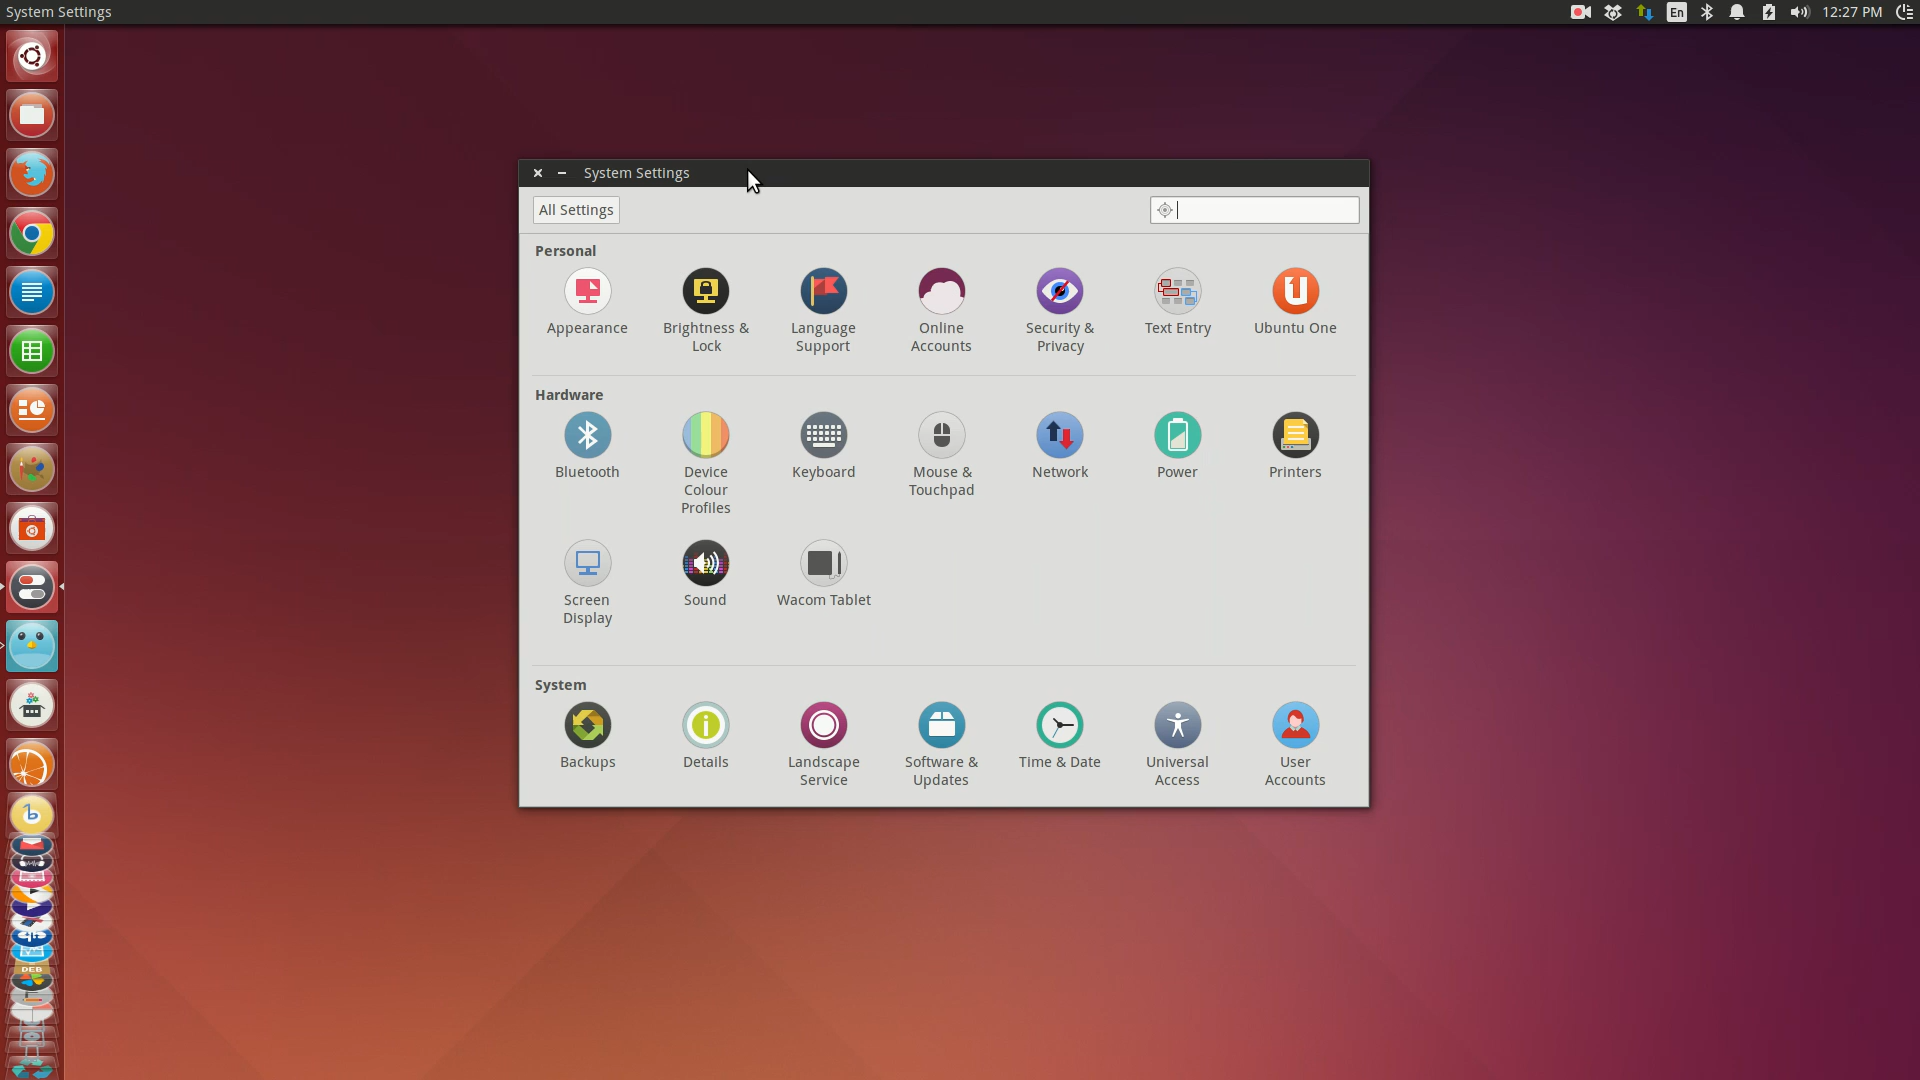 System Settings
En
12:27 PM
System Settings
All Settings
Personal
Appearance
Brightness &
Lock
Language
Support
Online
Accounts
Security &
Privacy
Text Entry
Ubuntu One
Hardware
Bluetooth
Device
Colour
Profiles
Keyboard
Mouse &
Touchpad
Network
Power
Printers
Screen
Display
Sound
Wacom Tablet
System
Backups
Details
Landscape
Service
Software &
Updates
Time & Date
Universal
Access
User
Accounts
b
DEB